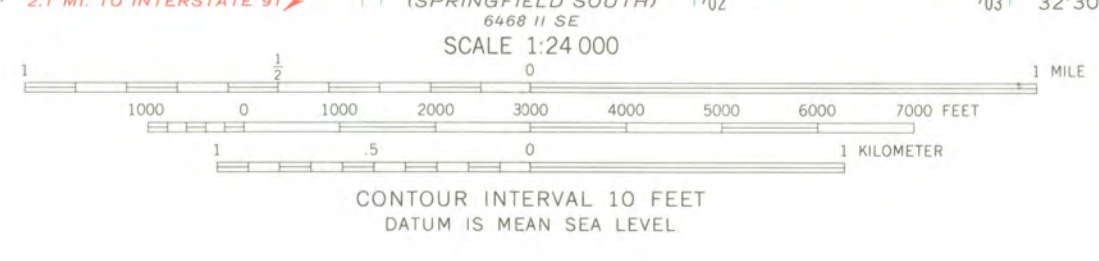 2.1 MI. TO INTERSTATE 91 (SPRINGFIELD SOUTH) 702 703 32'30
6468 II SE
SCALE 1:24 000
1 1/2 0 1 MILE
1000 0 1000 2000 3000 4000 5000 6000 7000 FEET
1 .5 0 1 KILOMETER
CONTOUR INTERVAL 10 FEET
DATUM IS MEAN SEA LEVEL